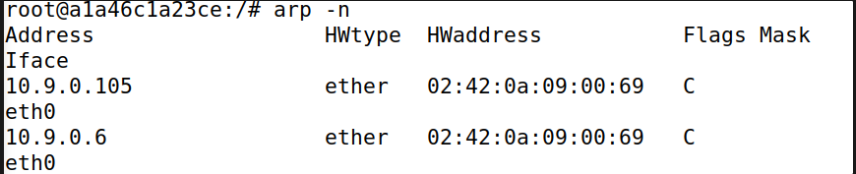 root@a1a46c1a23ce:/# arp -n
Address                  HWtype  HWaddress           Flags Mask
Iface
10.9.0.105               ether   02:42:0a:09:00:69   C
eth0
10.9.0.6                 ether   02:42:0a:09:00:69   C
eth0